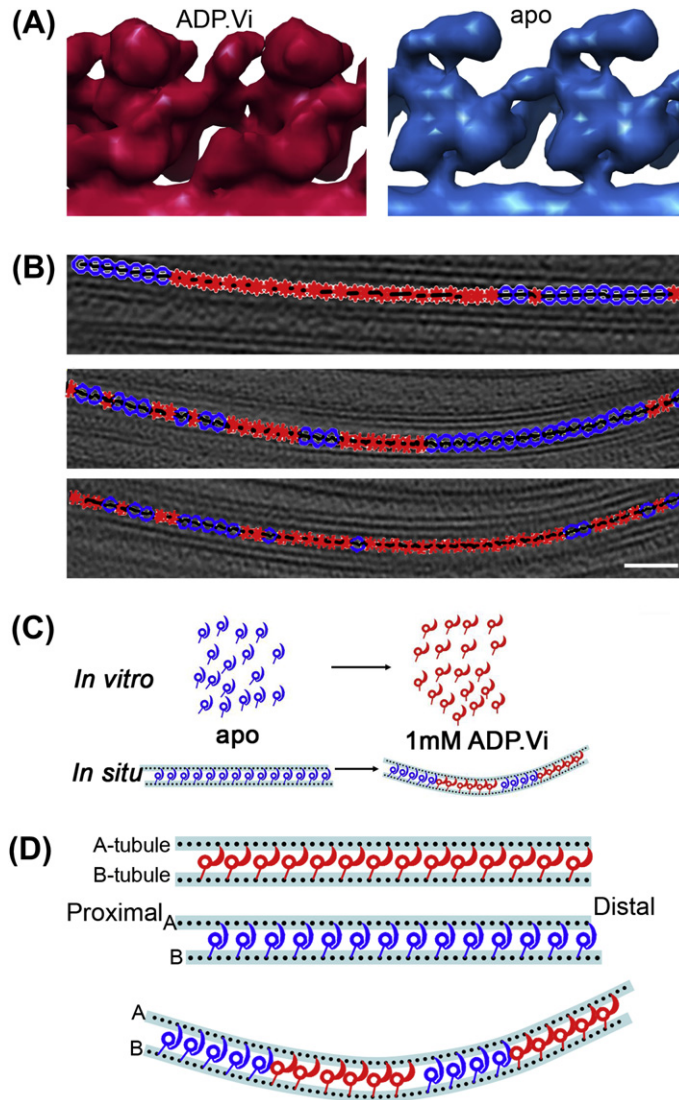 (A)
ADP.Vi
apo
(B)
(C)
In vitro
apo
1mM ADP.Vi
In situ
(D)
A-tubule
B-tubule
Proximal
A
Distal
B
A
B